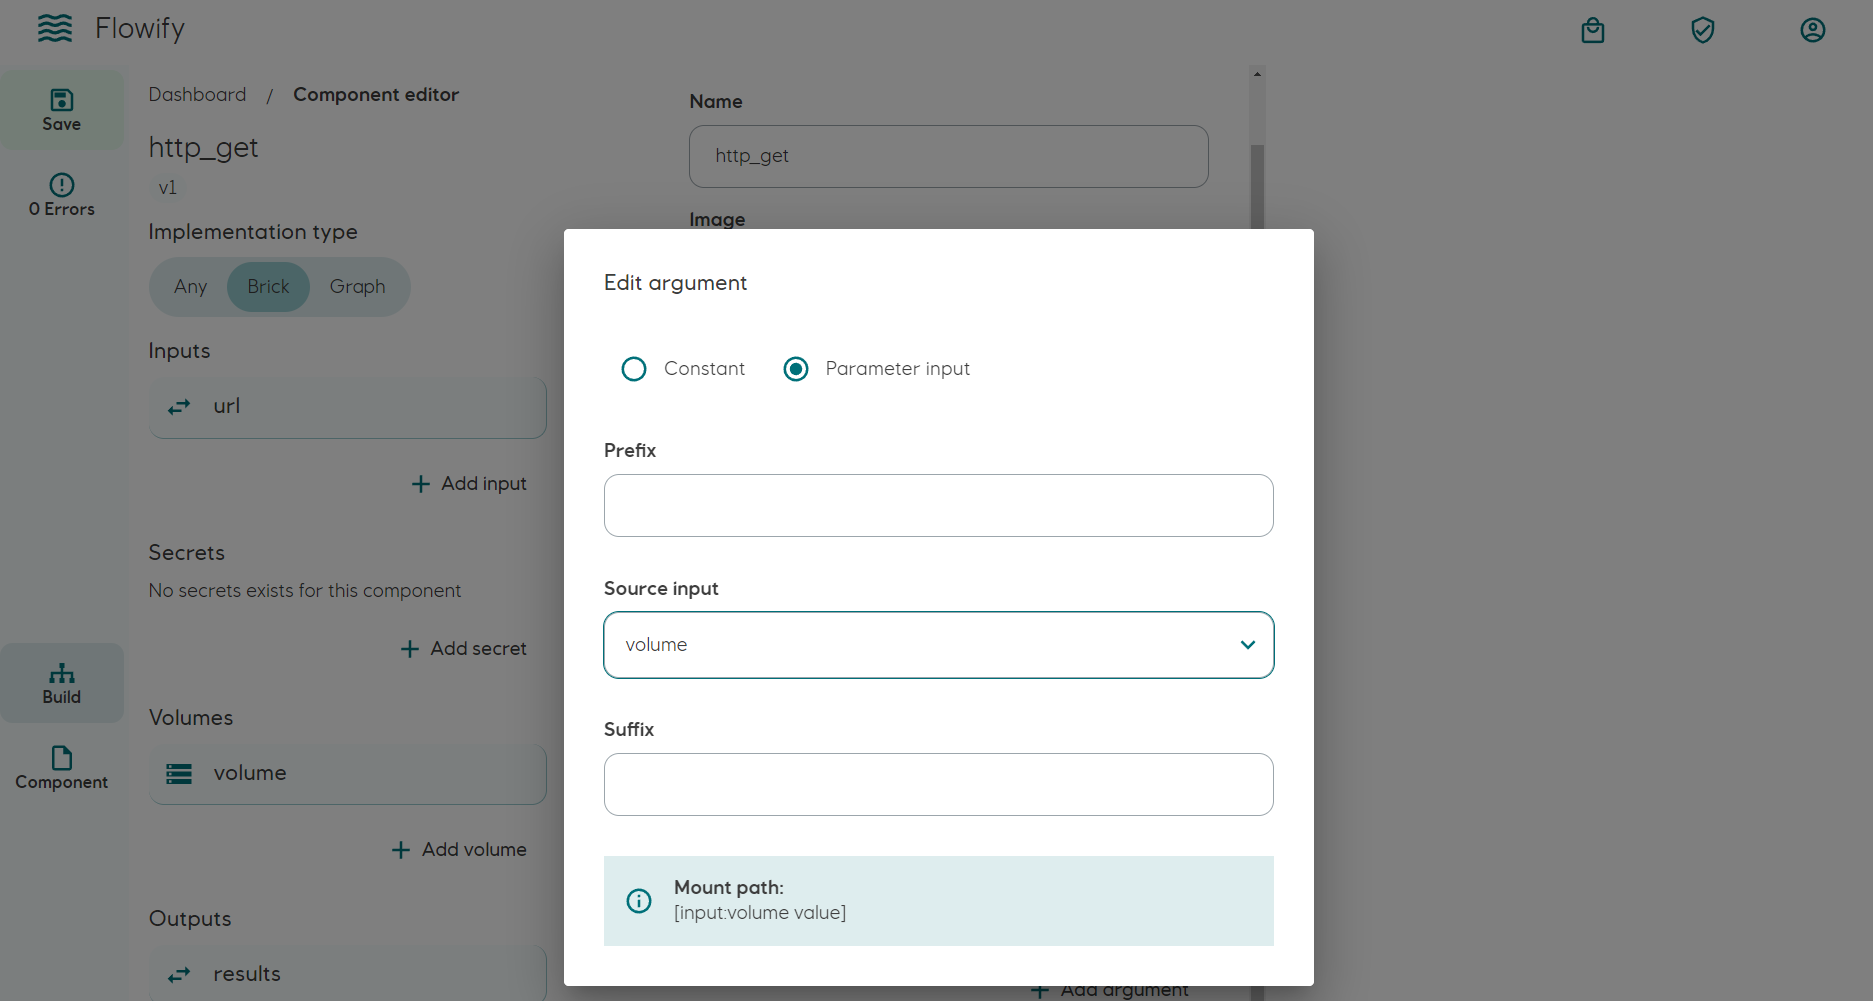 Flowify
Save
0 Errors
Build
Component
Dashboard / Component editor
http_get
v1
Implementation type
Any Brick Graph
Inputs
url
+ Add input
Secrets
No secrets exists for this component
+ Add secret
Volumes
volume
+ Add volume
Outputs
results
Name
http_get
Image
Edit argument
Constant Parameter input
Prefix
Source input
volume
Suffix
Mount path:
[input:volume value]
+ Add argument